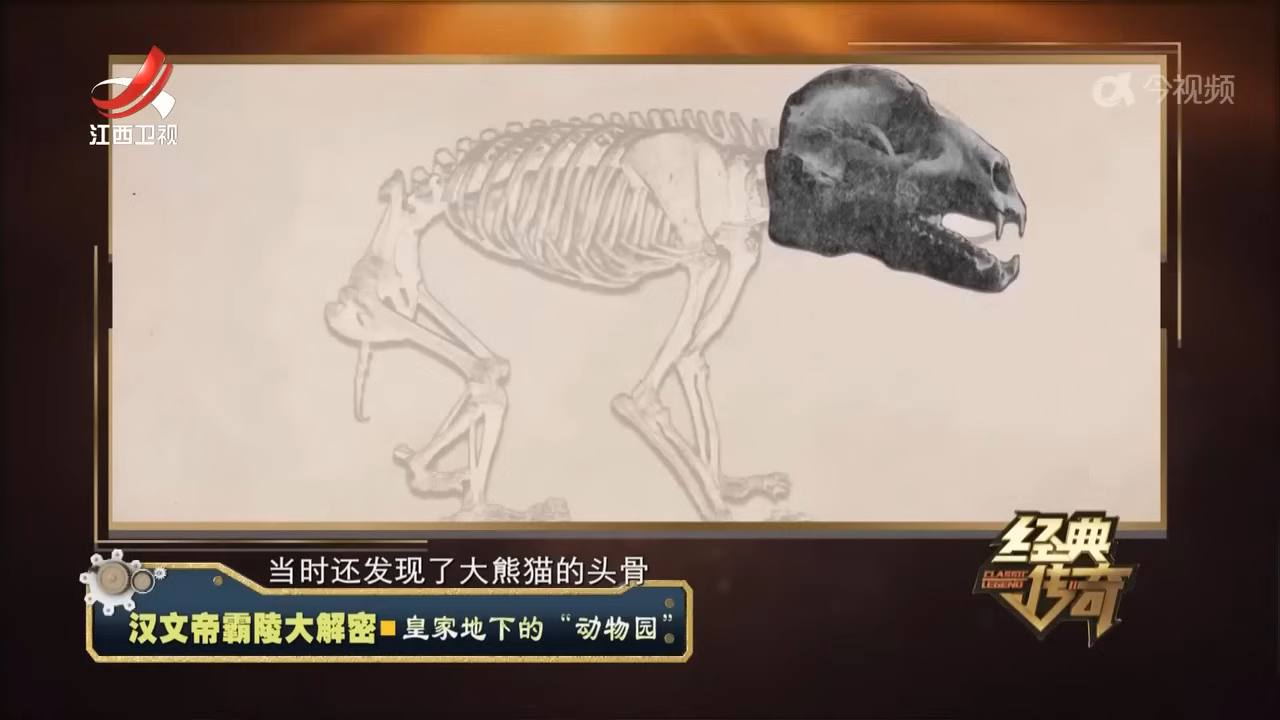 江西卫视
今视频
经典
CLASSIC
LEGEND
传奇
当时还发现了大熊猫的头骨
汉文帝霸陵大解密■皇家地下的“动物园”